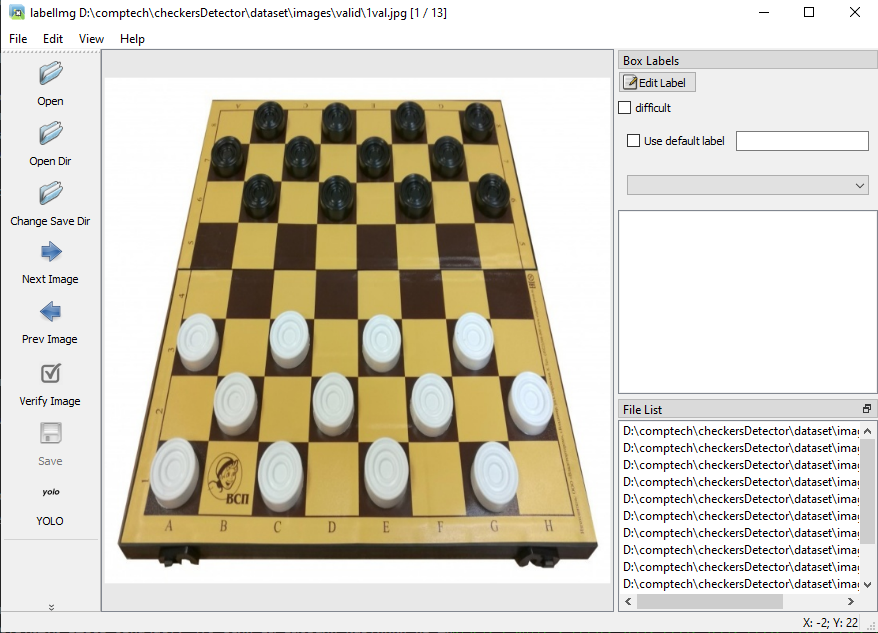 labelImg D:\comptech\checkersDetector\dataset\images\valid\1val.jpg [1 / 13]
File Edit View Help
Open
Open Dir
Change Save Dir
Next Image
Prev Image
Verify Image
Save
yolo
YOLO
4
3
2
1
ВСП
A B C D E F G H
Box Labels
Edit Label
difficult
Use default label
File List
D:\comptech\checkersDetector\dataset\imag
D:\comptech\checkersDetector\dataset\imag
D:\comptech\checkersDetector\dataset\imag
D:\comptech\checkersDetector\dataset\imag
D:\comptech\checkersDetector\dataset\imag
D:\comptech\checkersDetector\dataset\imag
D:\comptech\checkersDetector\dataset\imag
D:\comptech\checkersDetector\dataset\imag
D:\comptech\checkersDetector\dataset\imag
D:\comptech\checkersDetector\dataset\imag
X: -2; Y: 22